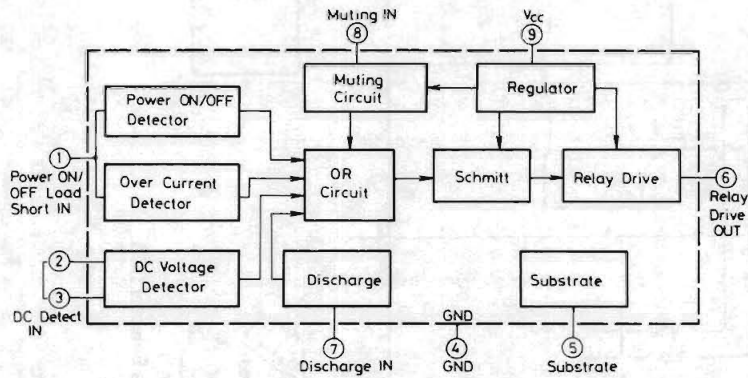 Muting IN
8
Vcc
9
Power ON/OFF
Detector
Muting
Circuit
Regulator
1
Power ON/
OFF Load
Short IN
Over Current
Detector
OR
Circuit
Schmitt
Relay Drive
6
Relay
Drive
OUT
2
3
DC Detect
IN
DC Voltage
Detector
Discharge
Substrate
GND
7
Discharge IN
4
GND
5
Substrate